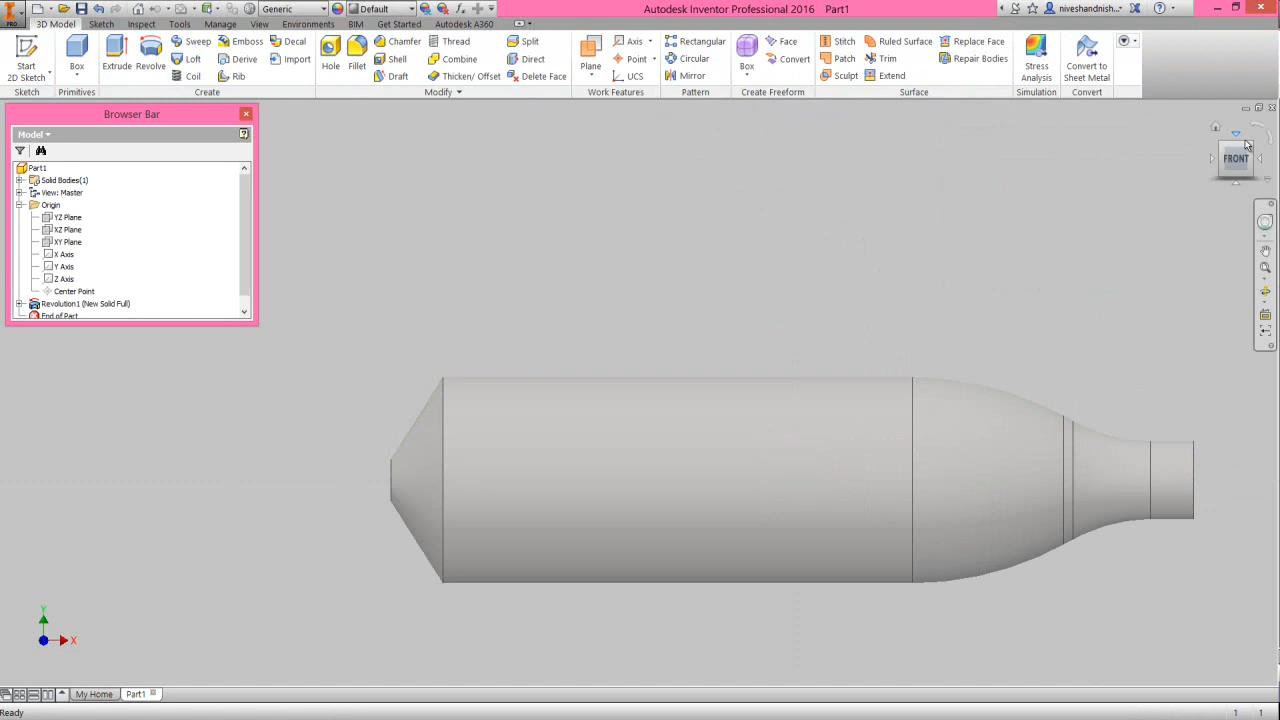 PRO Generic Default Autodesk Inventor Professional 2016 Part1 niveshandnish...
3D Model Sketch Inspect Tools Manage View Environments BIM Get Started Autodesk A360
Start
2D Sketch
Box
Extrude
Revolve
Sweep Emboss Decal
Loft Derive Import
Coil Rib
Hole
Fillet
Chamfer Thread Split
Shell Combine Direct
Draft Thicken/ Offset Delete Face
Plane
Axis
Point
UCS
Rectangular
Circular
Mirror
Box
Face
Convert
Stitch Ruled Surface Replace Face
Patch Trim Repair Bodies
Sculpt Extend
Stress
Analysis
Convert to
Sheet Metal
Sketch Primitives Create Modify Work Features Pattern Create Freeform Surface Simulation Convert
Browser Bar
Model
Part1
Solid Bodies(1)
View: Master
Origin
YZ Plane
XZ Plane
XY Plane
X Axis
Y Axis
Z Axis
Center Point
Revolution1 (New Solid Full)
End of Part
FRONT
Y
X
My Home Part1
Ready 1 1